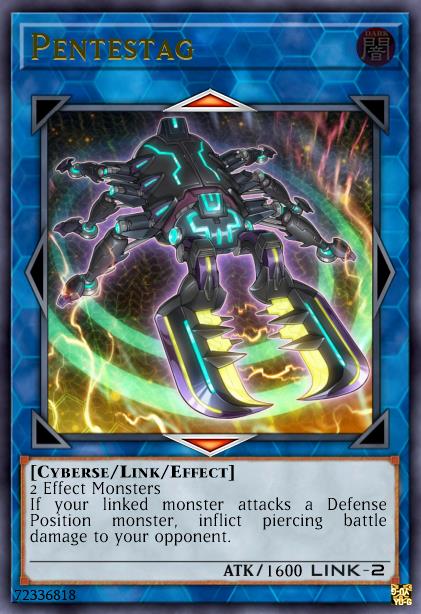 Pentestag
DARK
闇
[Cyberse/Link/Effect]
2 Effect Monsters
If your linked monster attacks a Defense
Position monster, inflict piercing battle
damage to your opponent.
ATK/1600 LINK-2
72336818